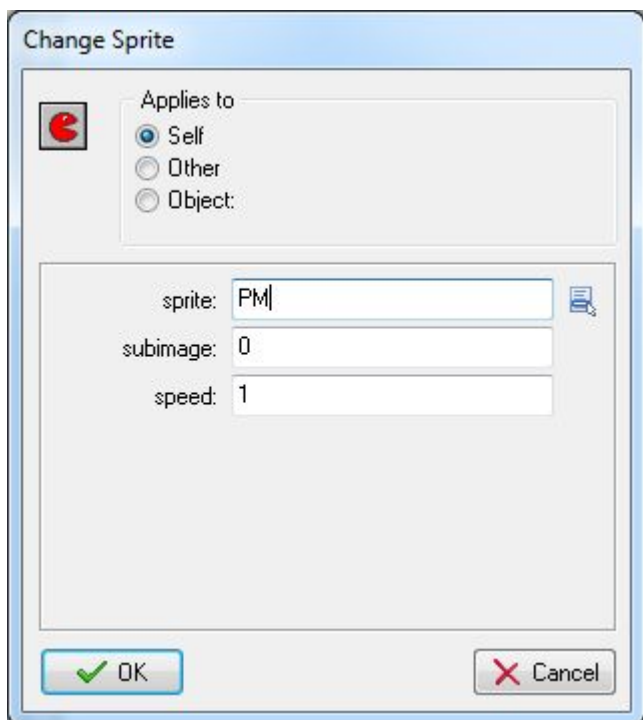 Change Sprite
Applies to
Self
Other
Object:
sprite: PM
subimage: 0
speed: 1
OK Cancel